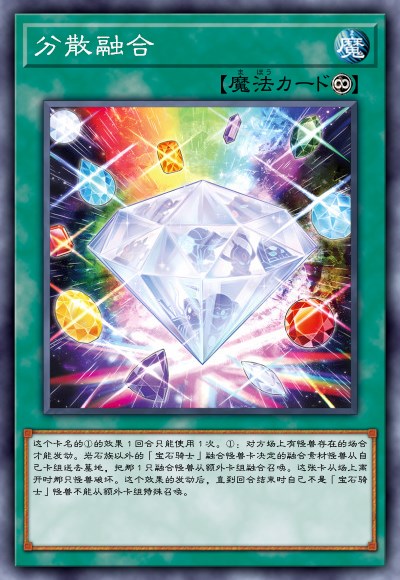 分散融合
魔
【魔法カード】
まほう
这个卡名的①的效果1回合只能使用1次。①：对方场上有怪兽存在的场合
才能发动。岩石族以外的「宝石骑士」融合怪兽卡决定的融合素材怪兽从自
己卡组送去墓地，把那1只融合怪兽从额外卡组融合召唤。这张卡从场上离
开时那只怪兽破坏。这个效果的发动后，直到回合结束时自己不是「宝石骑
士」怪兽不能从额外卡组特殊召唤。